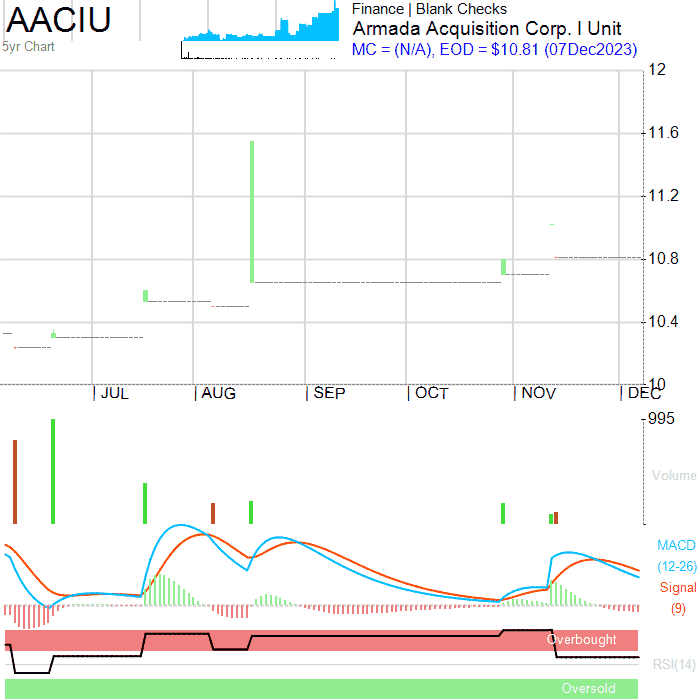 AACIU
5yr Chart
Finance | Blank Checks
Armada Acquisition Corp. I Unit
MC = (N/A), EOD = $10.81 (07Dec2023)
12
11.6
11.2
10.8
10.4
10
| JUL | AUG | SEP | OCT | NOV | DEC
995
Volume
MACD
(12-26)
Signal
(9)
Overbought
RSI(14)
Oversold